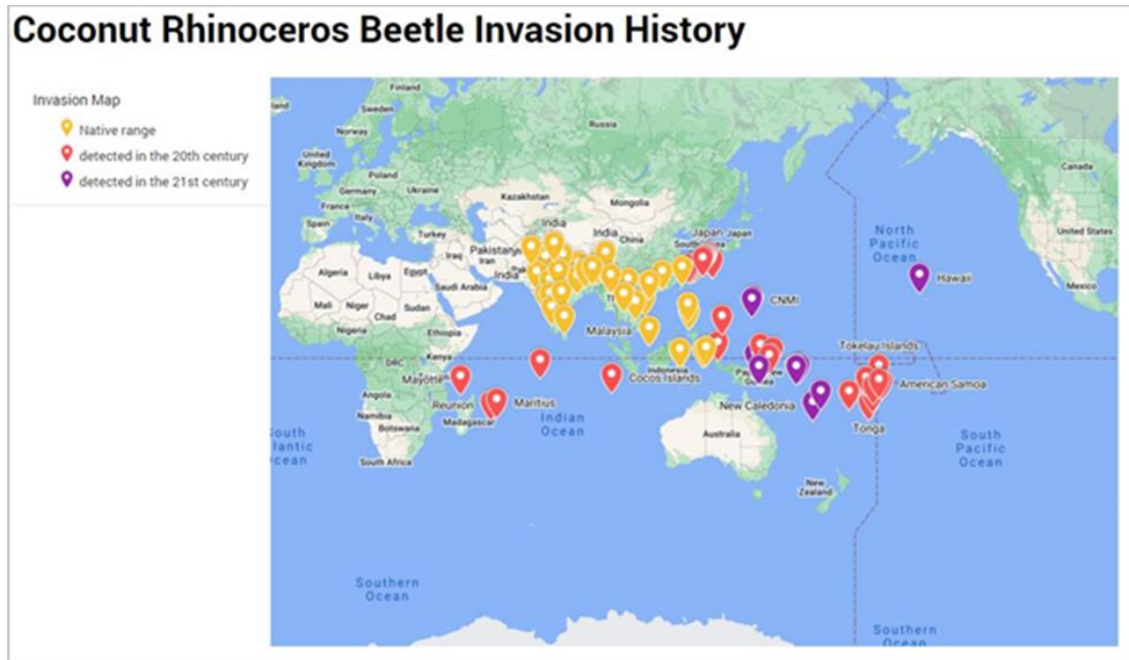 Coconut Rhinoceros Beetle Invasion History
Invasion Map
Native range
detected in the 20th century
detected in the 21st century
Finland
Sweden
Norway
Russia
United
Kingdom
Poland
Germany
Ukraine
France
Italy
Spain
Turkey
Kazakhstan
Mongolia
Canada
United States
Mexico
North
Pacific
Ocean
Hawaii
India
India
China
Japan
Japan
Pakistan
Iraq
Iran
India
Algeria
Libya
Egypt
Saudi Arabia
Mali
Niger
Chad
Sudan
Nigeria
Ethiopia
DRC
Kenya
Mayotte
Angola
Namibia
Botswana
Madagascar
South Africa
Reunion
Maritius
Indian
Ocean
Cocos Islands
Malaysia
Indonesia
CNMI
New Caledonia
Australia
New
Zealand
Tokelau Islands
American Samoa
Tonga
South
Pacific
Ocean
Southern
Ocean
Southern
Ocean